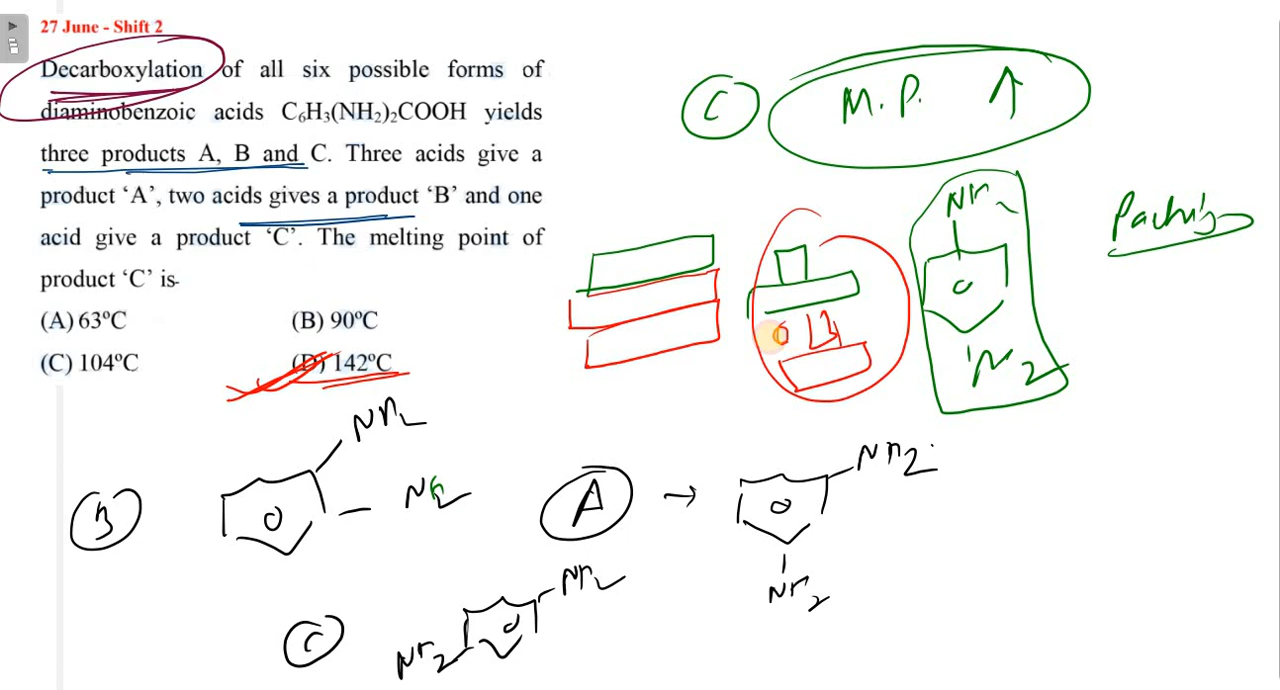 27 June - Shift 2
Decarboxylation of all six possible forms of
diaminobenzoic acids C₆H₃(NH₂)₂COOH yields
three products A, B and C. Three acids give a
product ‘A’, two acids gives a product ‘B’ and one
acid give a product ‘C’. The melting point of
product ‘C’ is-
(A) 63ºC (B) 90ºC
(C) 104ºC (D) 142ºC
C M.P. ↑
NH₂
NH₂
NH₂
B NH₂
A → NH₂
NH₂
C NH₂
NH₂